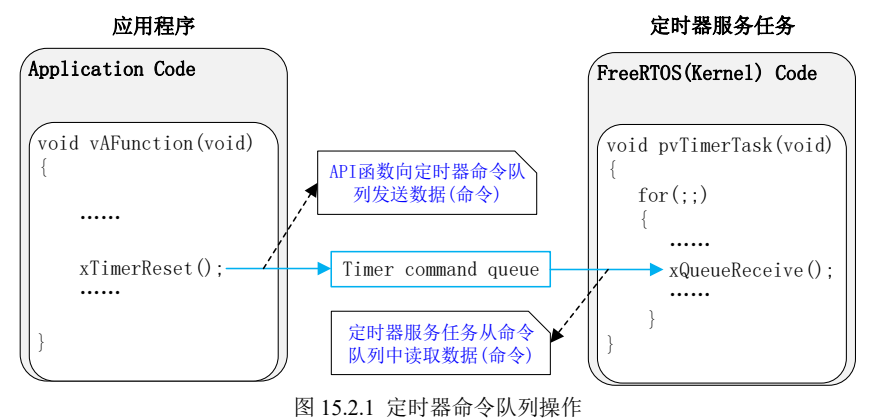 应用程序
Application Code
void vAFunction(void)
{
……
xTimerReset();
……
}
API函数向定时器命令队
列发送数据(命令)
Timer command queue
定时器服务任务从命令
队列中读取数据(命令)
定时器服务任务
FreeRTOS(Kernel) Code
void pvTimerTask(void)
{
for(;;)
{
……
xQueueReceive();
……
}
}
图 15.2.1 定时器命令队列操作